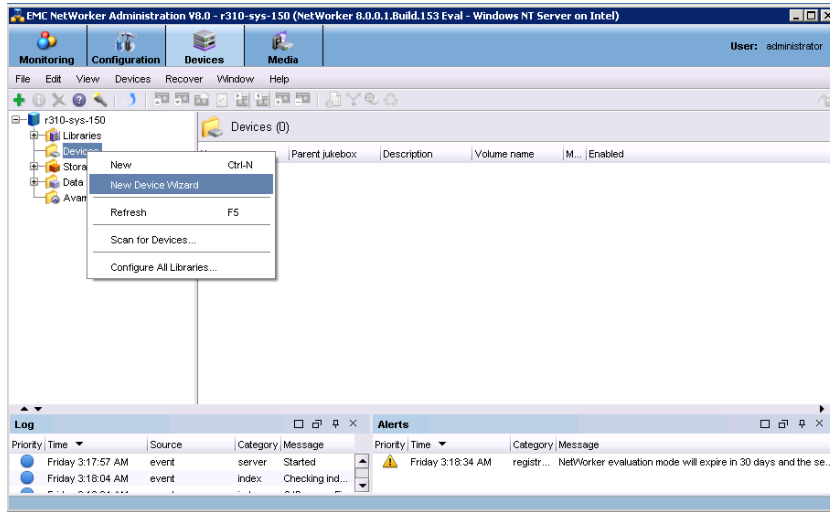 EMC NetWorker Administration V8.0 - r310-sys-150 (NetWorker 8.0.0.1.Build.153 Eval - Windows NT Server on Intel)
Monitoring
Configuration
Devices
Media
User: administrator
File Edit View Devices Recover Window Help
r310-sys-150
Libraries
Devices (0)
Parent jukebox Description Volume name M... Enabled
New Ctrl-N
New Device Wizard
Refresh F5
Scan for Devices...
Configure All Libraries...
Stora
Data
Avam
Log
Priority Time Source Category Message
Friday 3:17:57 AM event server Started
Friday 3:18:04 AM event index Checking ind...
Alerts
Priority Time Category Message
Friday 3:18:34 AM registr... NetWorker evaluation mode will expire in 30 days and the se..